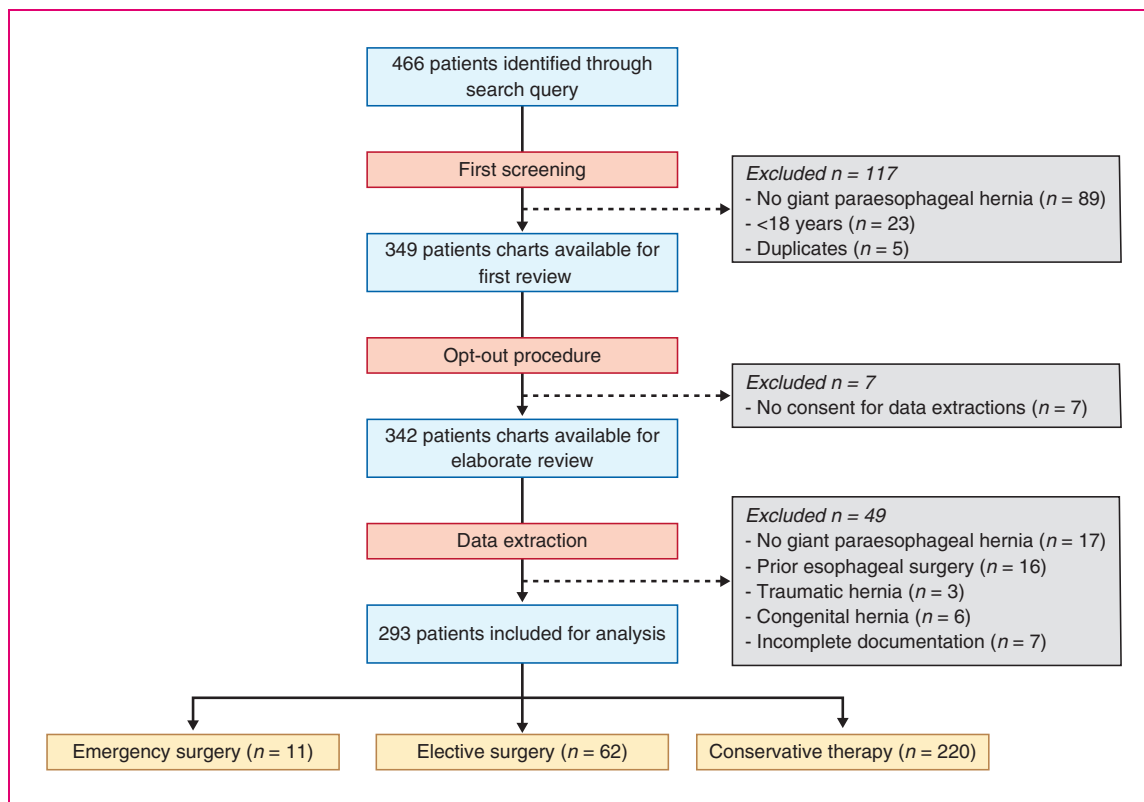 466 patients identified through
search query
First screening
Excluded n = 117
- No giant paraesophageal hernia (n = 89)
- <18 years (n = 23)
- Duplicates (n = 5)
349 patients charts available for
first review
Opt-out procedure
Excluded n = 7
- No consent for data extractions (n = 7)
342 patients charts available for
elaborate review
Data extraction
Excluded n = 49
- No giant paraesophageal hernia (n = 17)
- Prior esophageal surgery (n = 16)
- Traumatic hernia (n = 3)
- Congenital hernia (n = 6)
- Incomplete documentation (n = 7)
293 patients included for analysis
Emergency surgery (n = 11)
Elective surgery (n = 62)
Conservative therapy (n = 220)